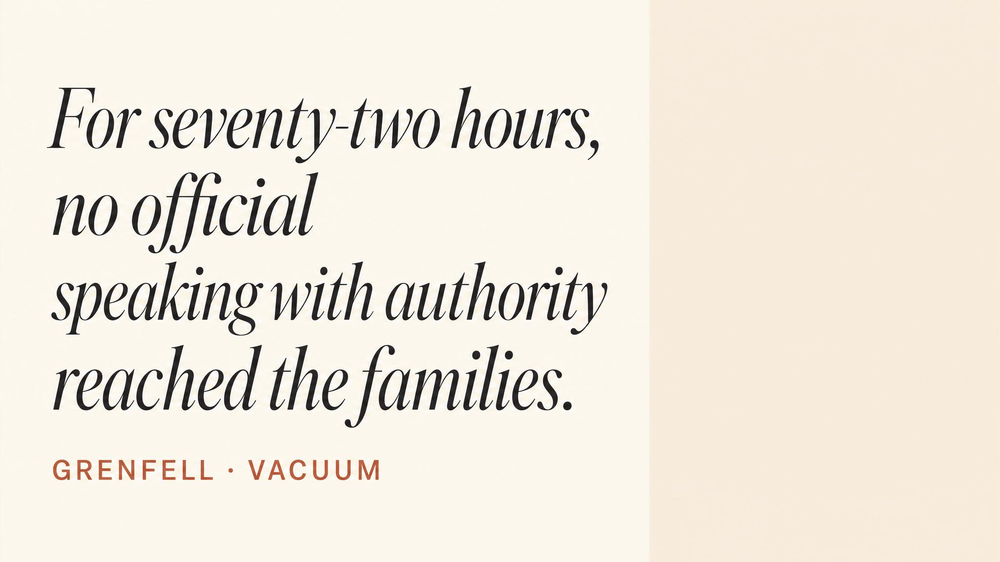 For seventy-two hours,
no official
speaking with authority
reached the families.
GRENFELL · VACUUM